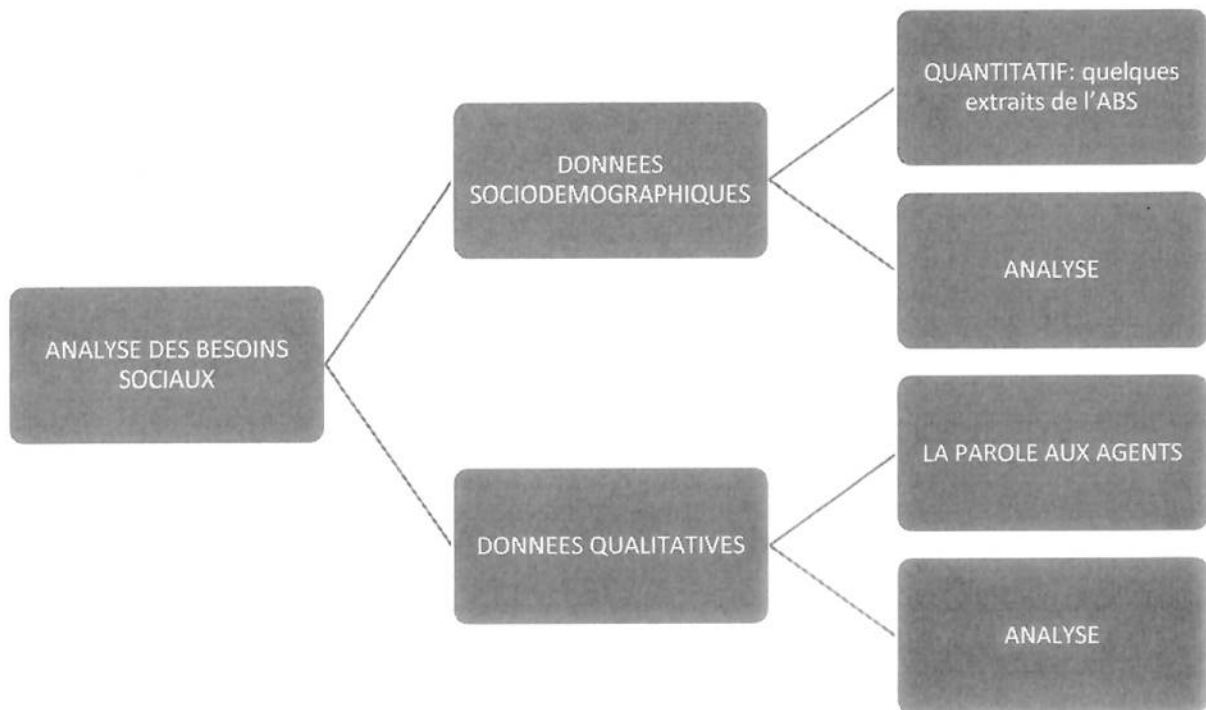 QUANTITATIF: quelques
extraits de l'ABS
DONNEES
SOCIODEMOGRAPHIQUES
ANALYSE
ANALYSE DES BESOINS
SOCIAUX
LA PAROLE AUX AGENTS
DONNEES QUALITATIVES
ANALYSE